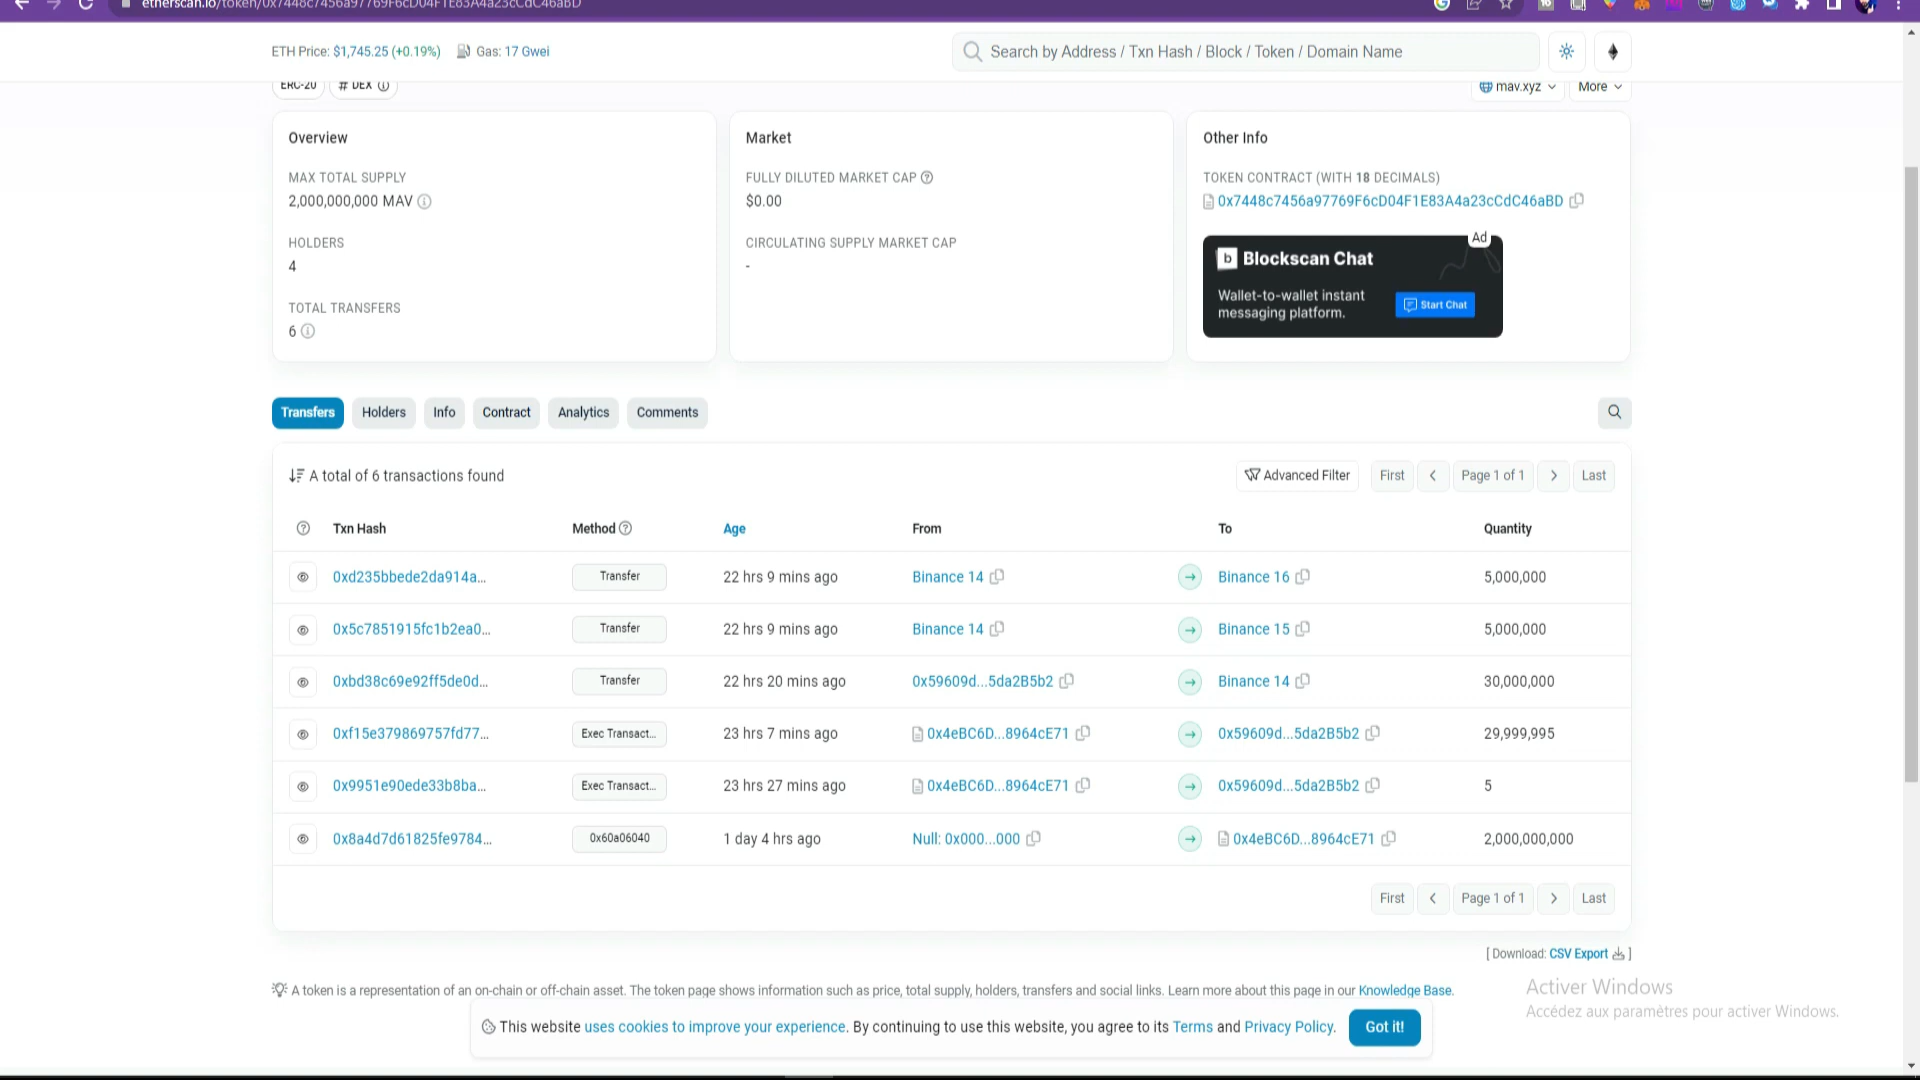 etherscan.io/token/0x7448c7456a97769F6cD04F1E83A4a23cCdC46aBD
ETH Price: $1,745.25 (+0.19%) Gas: 17 Gwei
Search by Address / Txn Hash / Block / Token / Domain Name
ERC-20 # DEX
mav.xyz More
Overview
MAX TOTAL SUPPLY
2,000,000,000 MAV
HOLDERS
4
TOTAL TRANSFERS
6
Market
FULLY DILUTED MARKET CAP
$0.00
CIRCULATING SUPPLY MARKET CAP
-
Other Info
TOKEN CONTRACT (WITH 18 DECIMALS)
0x7448c7456a97769F6cD04F1E83A4a23cCdC46aBD
Ad
b Blockscan Chat
Wallet-to-wallet instant
messaging platform.
Start Chat
Transfers Holders Info Contract Analytics Comments
A total of 6 transactions found
Advanced Filter First < Page 1 of 1 > Last
Txn Hash Method Age From To Quantity
0xd235bbede2da914a... Transfer 22 hrs 9 mins ago Binance 14 Binance 16 5,000,000
0x5c7851915fc1b2ea0... Transfer 22 hrs 9 mins ago Binance 14 Binance 15 5,000,000
0xbd38c69e92ff5de0d... Transfer 22 hrs 20 mins ago 0x59609d...5da2B5b2 Binance 14 30,000,000
0xf15e379869757fd77... Exec Transact... 23 hrs 7 mins ago 0x4eBC6D...8964cE71 0x59609d...5da2B5b2 29,999,995
0x9951e90ede33b8ba... Exec Transact... 23 hrs 27 mins ago 0x4eBC6D...8964cE71 0x59609d...5da2B5b2 5
0x8a4d7d61825fe9784... 0x60a06040 1 day 4 hrs ago Null: 0x000...000 0x4eBC6D...8964cE71 2,000,000,000
First < Page 1 of 1 > Last
[ Download: CSV Export ]
A token is a representation of an on-chain or off-chain asset. The token page shows information such as price, total supply, holders, transfers and social links. Learn more about this page in our Knowledge Base.
Activer Windows
Accédez aux paramètres pour activer Windows.
This website uses cookies to improve your experience. By continuing to use this website, you agree to its Terms and Privacy Policy. Got it!